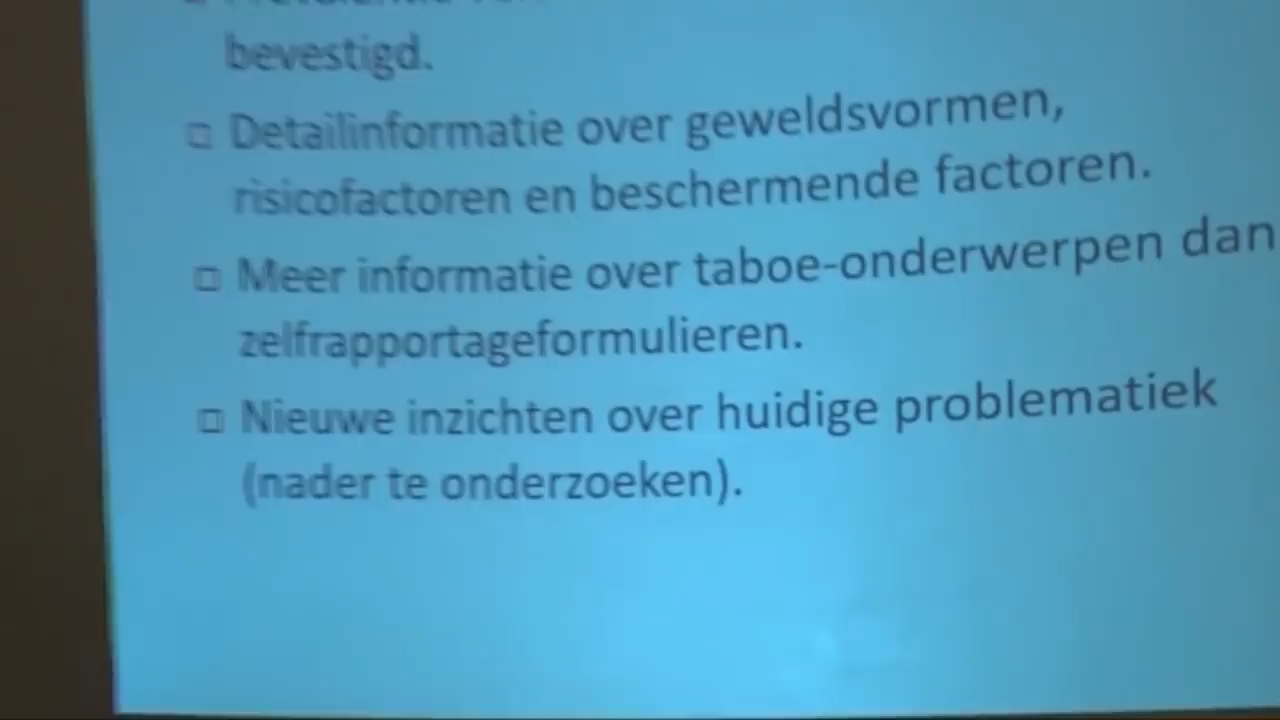 bevestigd.
□ Detailinformatie over geweldsvormen,
risicofactoren en beschermende factoren.
□ Meer informatie over taboe-onderwerpen dan
zelfrapportageformulieren.
□ Nieuwe inzichten over huidige problematiek
(nader te onderzoeken).